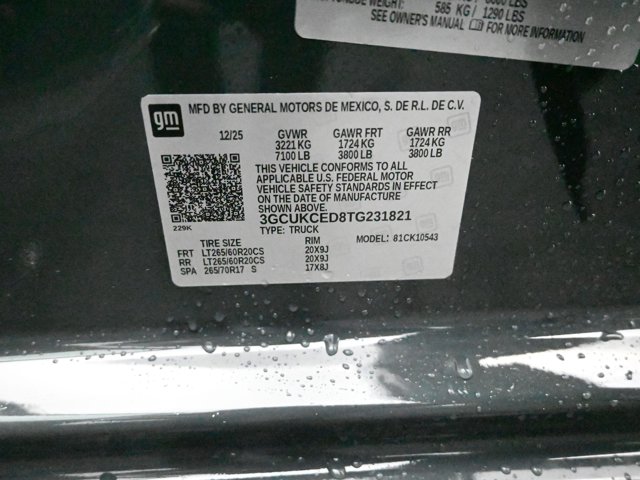 TONGUE WEIGHT: 585 KG / 1290 LBS
SEE OWNER'S MANUAL FOR MORE INFORMATION
gm
MFD BY GENERAL MOTORS DE MEXICO, S. DE R.L. DE C.V.
12/25 GVWR GAWR FRT GAWR RR
3221 KG 1724 KG 1724 KG
7100 LB 3800 LB 3800 LB
THIS VEHICLE CONFORMS TO ALL
APPLICABLE U.S. FEDERAL MOTOR
VEHICLE SAFETY STANDARDS IN EFFECT
ON THE DATE OF MANUFACTURE
SHOWN ABOVE.
3GCUKCED8TG231821
229K
TYPE: TRUCK
MODEL: 81CK10543
TIRE SIZE RIM
FRT LT265/60R20CS 20X9J
RR LT265/60R20CS 20X9J
SPA 265/70R17 S 17X8J